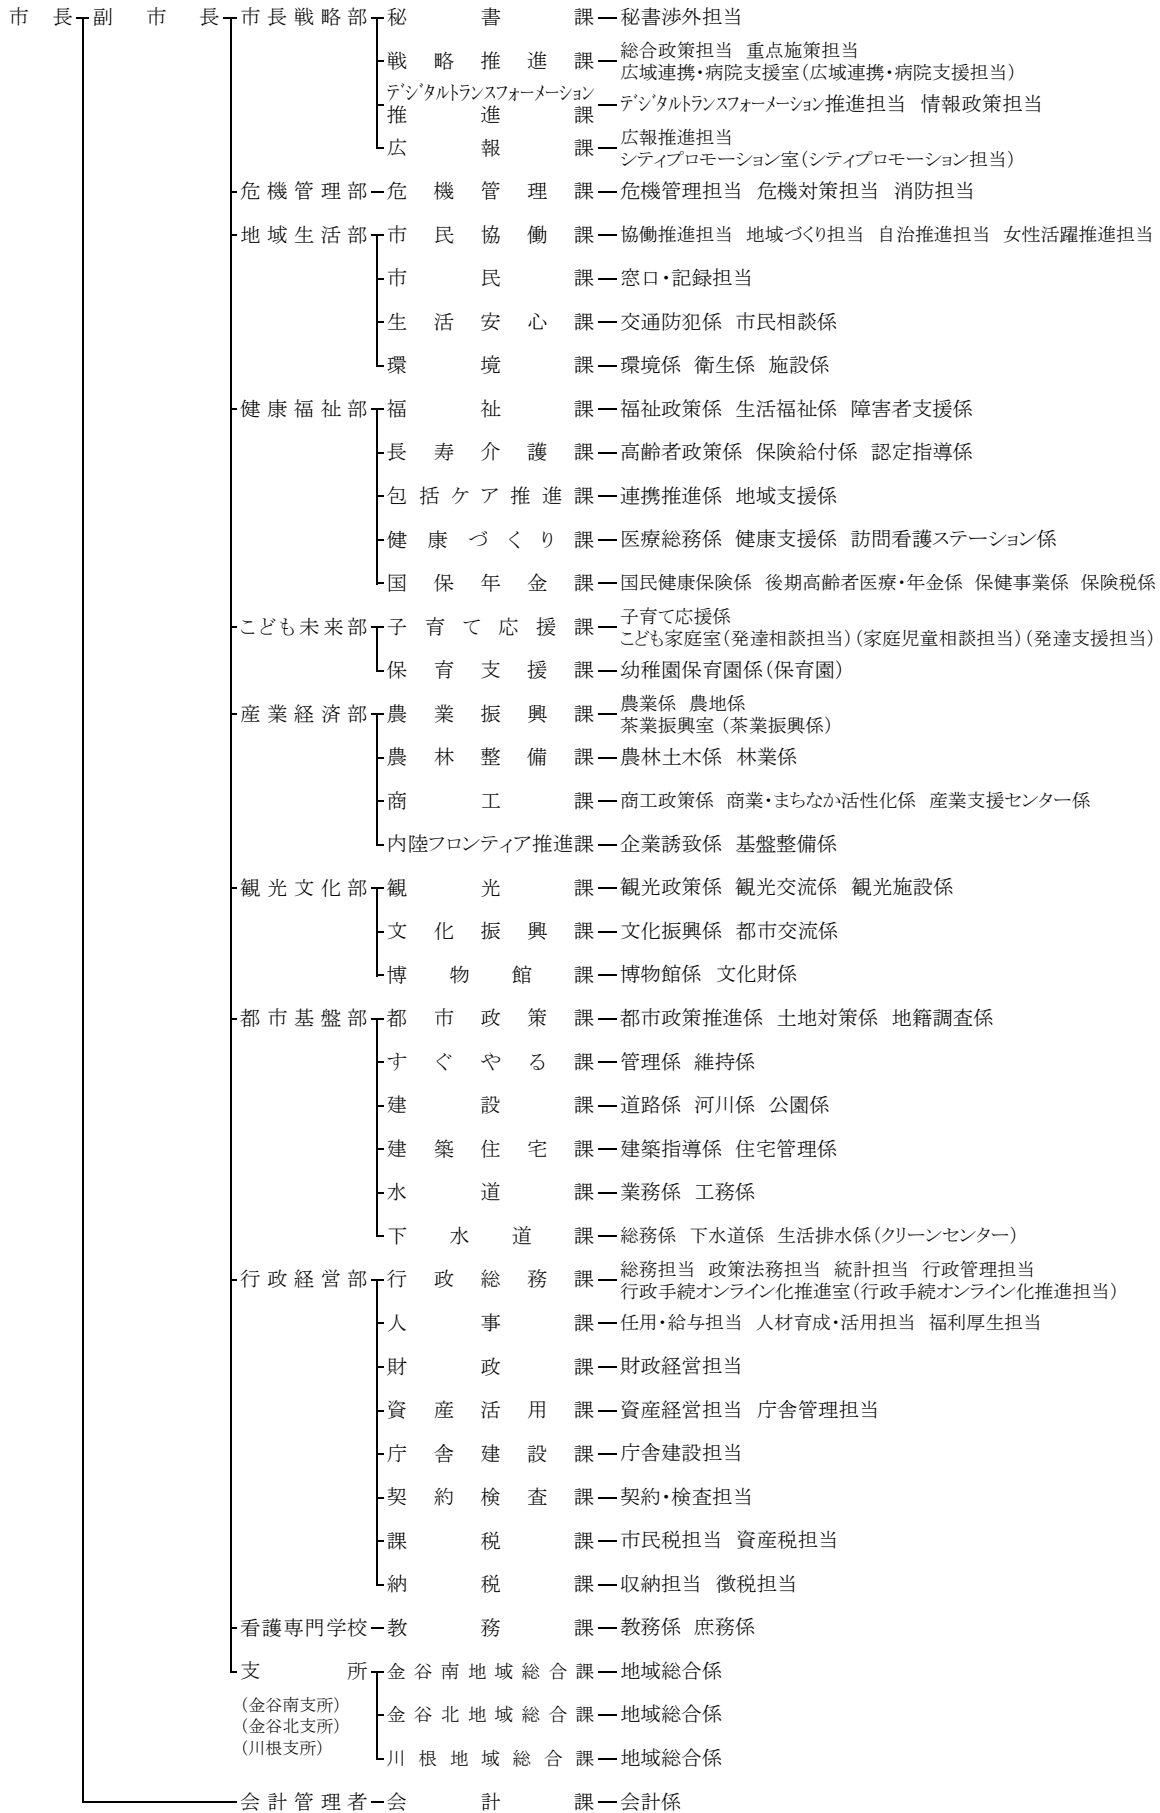 市長 副市長 市長戦略部 秘書課 秘書渉外担当
戦略推進課 総合政策担当 重点施策担当
広域連携・病院支援室(広域連携・病院支援担当)
デジタルトランスフォーメーション推進課 デジタルトランスフォーメーション推進担当 情報政策担当
広報課 広報推進担当
シティプロモーション室(シティプロモーション担当)
危機管理部 危機管理課 危機管理担当 危機対策担当 消防担当
地域生活部 市民協働課 協働推進担当 地域づくり担当 自治推進担当 女性活躍推進担当
市民課 窓口・記録担当
生活安心課 交通防犯係 市民相談係
環境課 環境係 衛生係 施設係
健康福祉部 福祉課 福祉政策係 生活福祉係 障害者支援係
長寿介護課 高齢者政策係 保険給付係 認定指導係
包括ケア推進課 連携推進係 地域支援係
健康づくり課 医療総務係 健康支援係 訪問看護ステーション係
国保年金課 国民健康保険係 後期高齢者医療・年金係 保健事業係 保険税係
こども未来部 子育て応援課 子育て応援係
こども家庭室(発達相談担当)(家庭児童相談担当)(発達支援担当)
保育支援課 幼稚園保育園係(保育園)
産業経済部 農業振興課 農業係 農地係
茶業振興室(茶業振興係)
農林整備課 農林土木係 林業係
商工課 商工政策係 商業・まちなか活性化係 産業支援センター係
内陸フロンティア推進課 企業誘致係 基盤整備係
観光文化部 観光課 観光政策係 観光交流係 観光施設係
文化振興課 文化振興係 都市交流係
博物館課 博物館係 文化財係
都市基盤部 都市政策課 都市政策推進係 土地対策係 地籍調査係
すぐやる課 管理係 維持係
建設課 道路係 河川係 公園係
建築住宅課 建築指導係 住宅管理係
水道課 業務係 工務係
下水道課 総務係 下水道係 生活排水係(クリーンセンター)
行政経営部 行政総務課 総務担当 政策法務担当 統計担当 行政管理担当
行政手続オンライン化推進室(行政手続オンライン化推進担当)
人事課 任用・給与担当 人材育成・活用担当 福利厚生担当
財政課 財政経営担当
資産活用課 資産経営担当 庁舎管理担当
庁舎建設課 庁舎建設担当
契約検査課 契約・検査担当
課税課 市民税担当 資産税担当
納税課 収納担当 徴税担当
看護専門学校 教務課 教務係 庶務係
支所 金谷南地域総合課 地域総合係
(金谷南支所)
(金谷北支所) 金谷北地域総合課 地域総合係
(川根支所)
川根地域総合課 地域総合係
会計管理者 会計課 会計係